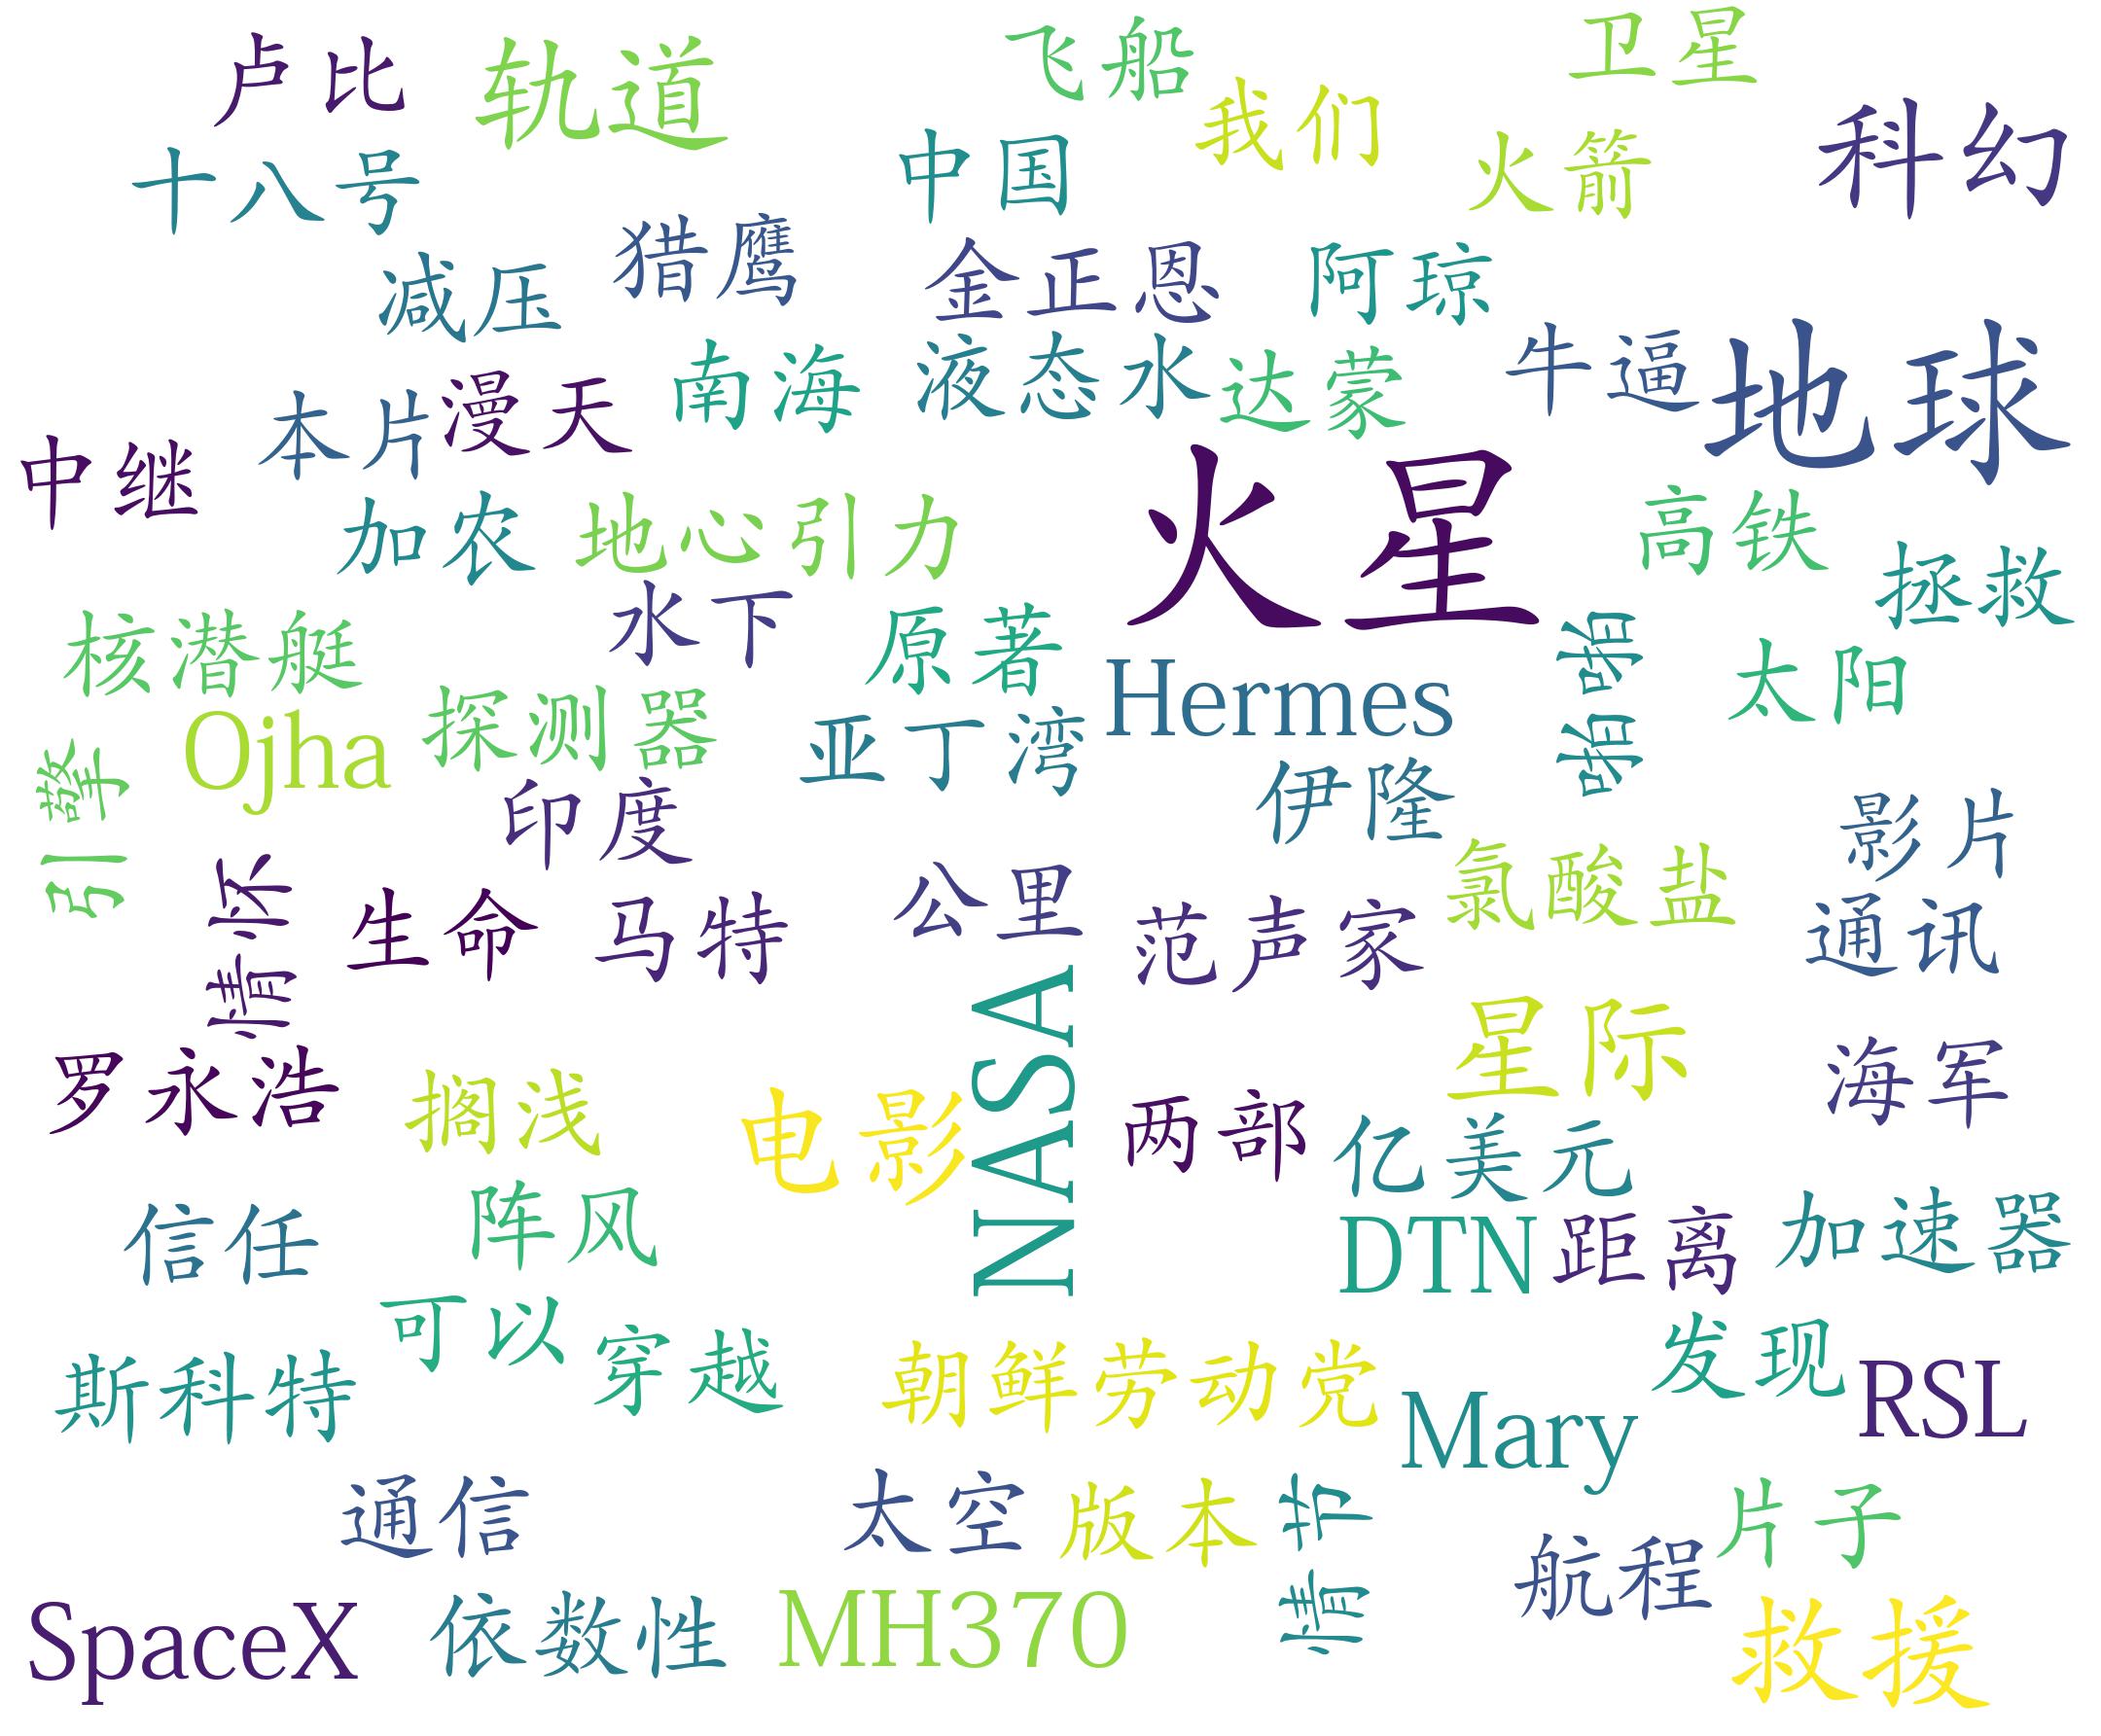 卢比
轨道
飞船
卫星
我们
科幻
十八号
中国
火箭
减压
猎鹰
金正恩
阿琼
南海
液态水
达蒙
牛逼
地球
本片
漫天
中继
加农
地心引力
火星
高铁
拯救
核潜艇
水下
原著
太阳
Ojha
探测器
亚丁湾
Hermes
引擎
印度
伊隆
影片
生命
马特
公里
范声家
氯酸盐
通讯
NASA
星际
罗永浩
搁浅
电影
两部
亿美元
海军
信任
阵风
DTN
距离
加速器
可以
斯科特
穿越
朝鲜劳动党
Mary
发现
RSL
通信
太空
版本
航程
片子
SpaceX
依数性
MH370
救援